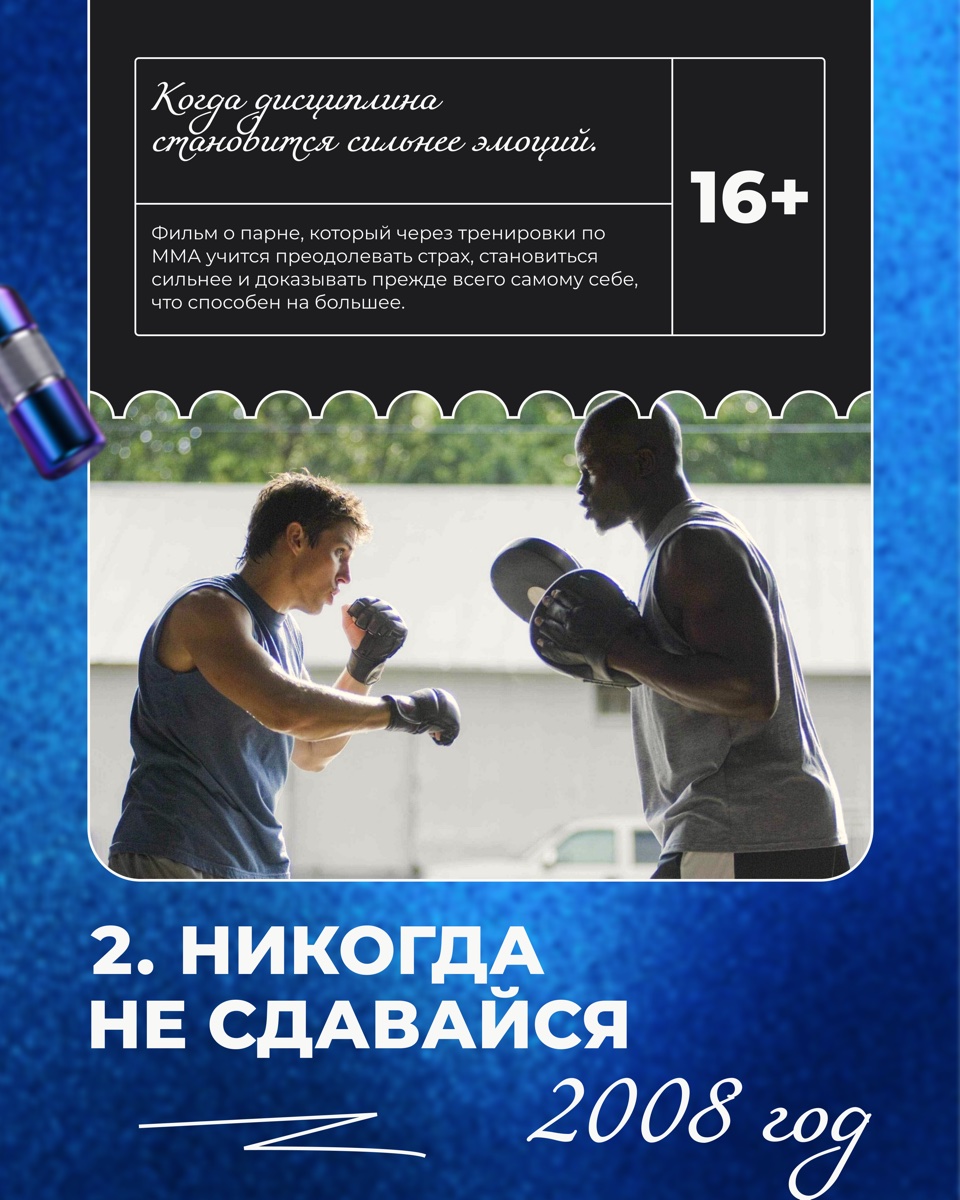 Когда дисциплина
становится сильнее эмоций.
16+
Фильм о парне, который через тренировки по
ММА учится преодолевать страх, становиться
сильнее и доказывать прежде всего самому себе,
что способен на большее.
2. НИКОГДА
НЕ СДАВАЙСЯ
2008 год